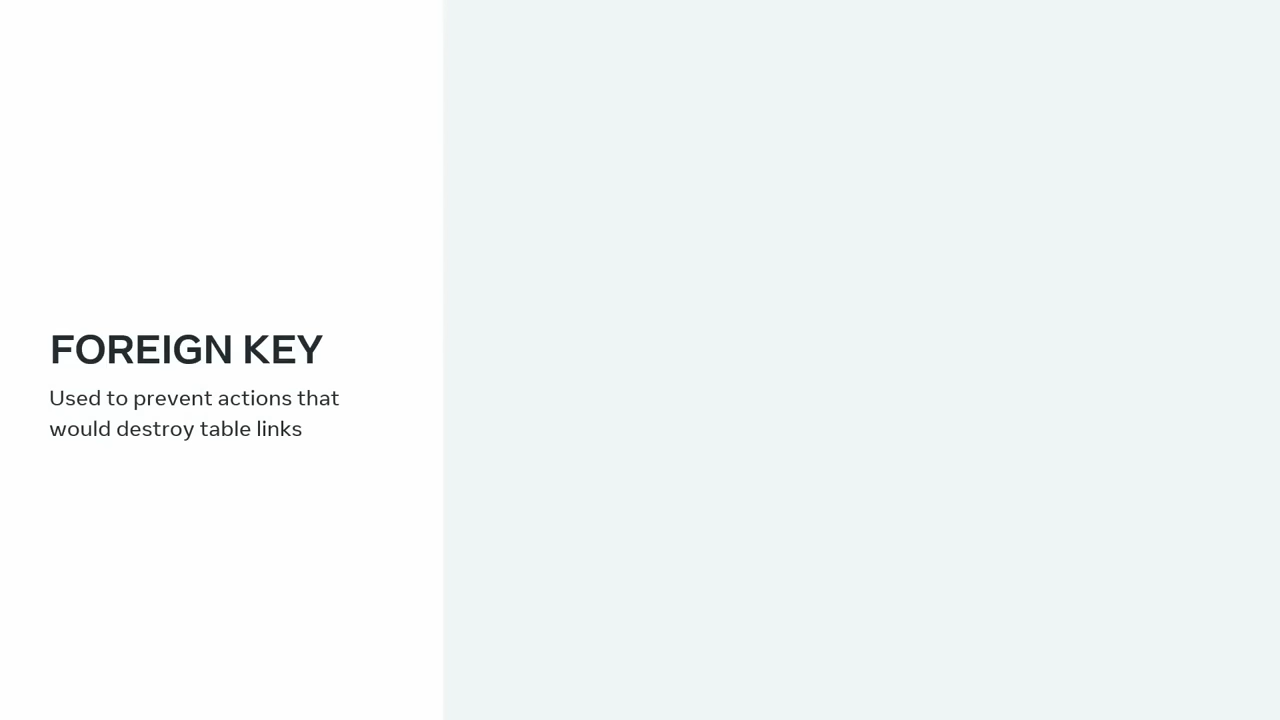 FOREIGN KEY
Used to prevent actions that
would destroy table links